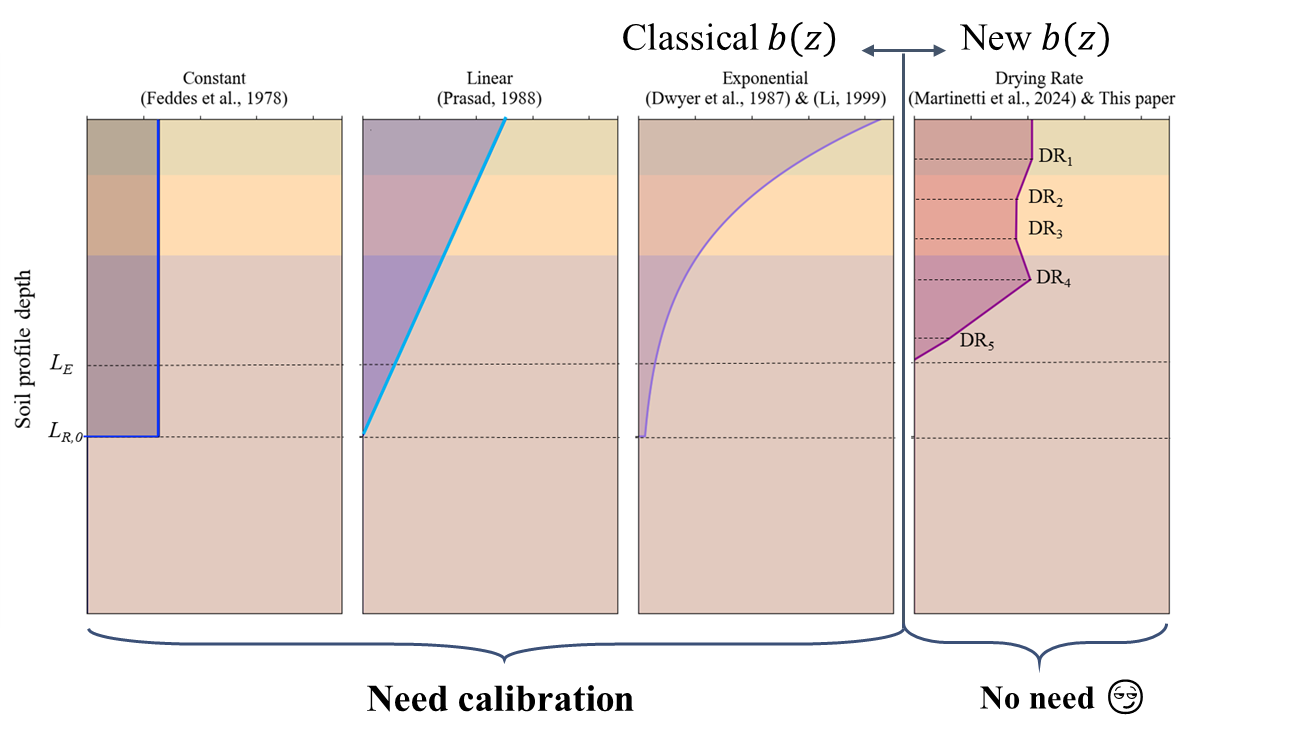 Classical b(z)
New b(z)
Constant
(Feddes et al., 1978)
Linear
(Prasad, 1988)
Exponential
(Dwyer et al., 1987) & (Li, 1999)
Drying Rate
(Martinetti et al., 2024) & This paper
Soil profile depth
L_E
L_{R,0}
DR₁
DR₂
DR₃
DR₄
DR₅
Need calibration
No need 😏